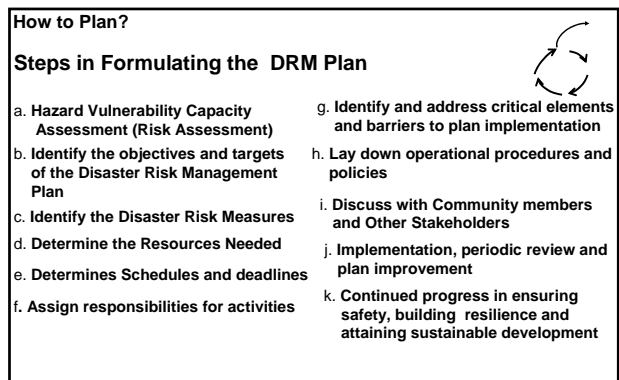 How to Plan?
Steps in Formulating the DRM Plan
a. Hazard Vulnerability Capacity
Assessment (Risk Assessment)
b. Identify the objectives and targets
of the Disaster Risk Management
Plan
c. Identify the Disaster Risk Measures
d. Determine the Resources Needed
e. Determines Schedules and deadlines
f. Assign responsibilities for activities
g. Identify and address critical elements
and barriers to plan implementation
h. Lay down operational procedures and
policies
i. Discuss with Community members
and Other Stakeholders
j. Implementation, periodic review and
plan improvement
k. Continued progress in ensuring
safety, building resilience and
attaining sustainable development